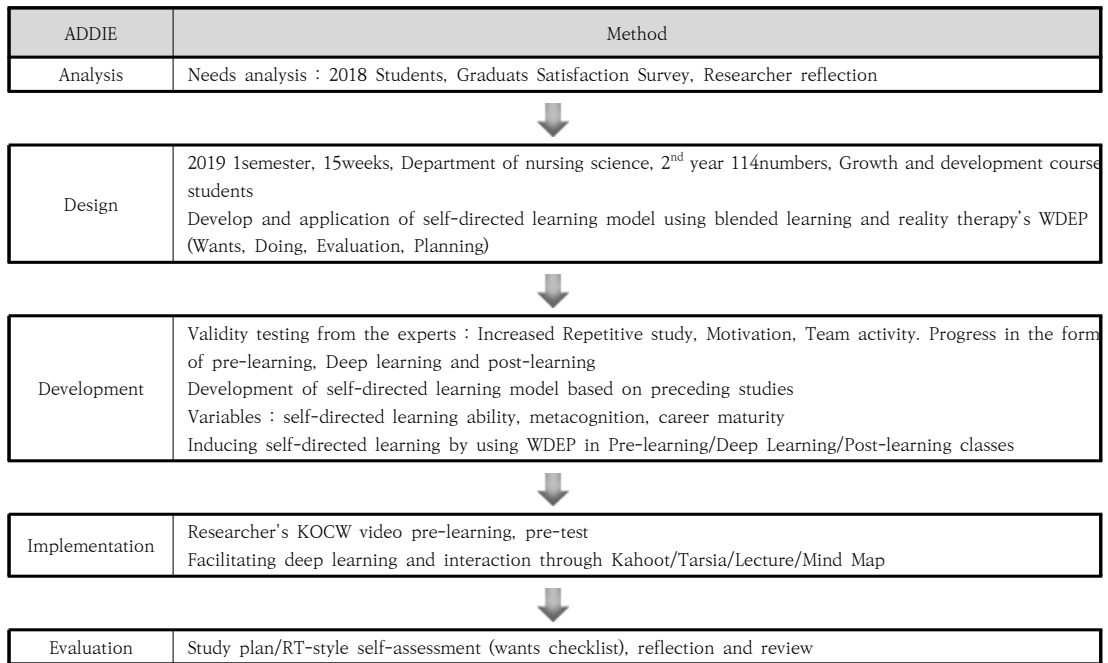 ADDIE Method
Analysis Needs analysis : 2018 Students, Graduats Satisfaction Survey, Researcher reflection
2019 1semester, 15weeks, Department of nursing science, 2nd year 114numbers, Growth and development course
students
Design
Develop and application of self-directed learning model using blended learning and reality therapy's WDEP
(Wants, Doing, Evaluation, Planning)
Validity testing from the experts : Increased Repetitive study, Motivation, Team activity. Progress in the form
of pre-learning, Deep learning and post-learning
Development Development of self-directed learning model based on preceding studies
Variables : self-directed learning ability, metacognition, career maturity
Inducing self-directed learning by using WDEP in Pre-learning/Deep Learning/Post-learning classes
Implementation
Researcher's KOCW video pre-learning, pre-test
Facilitating deep learning and interaction through Kahoot/Tarsia/Lecture/Mind Map
Evaluation Study plan/RT-style self-assessment (wants checklist), reflection and review